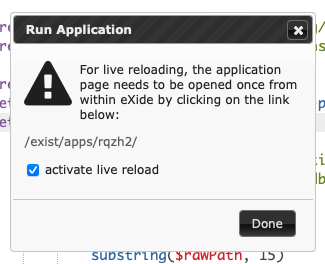 Run Application
For live reloading, the application
page needs to be opened once from
within eXide by clicking on the link
below:
/exist/apps/rqzh2/
activate live reload
Done
substring($rawPath, 15)